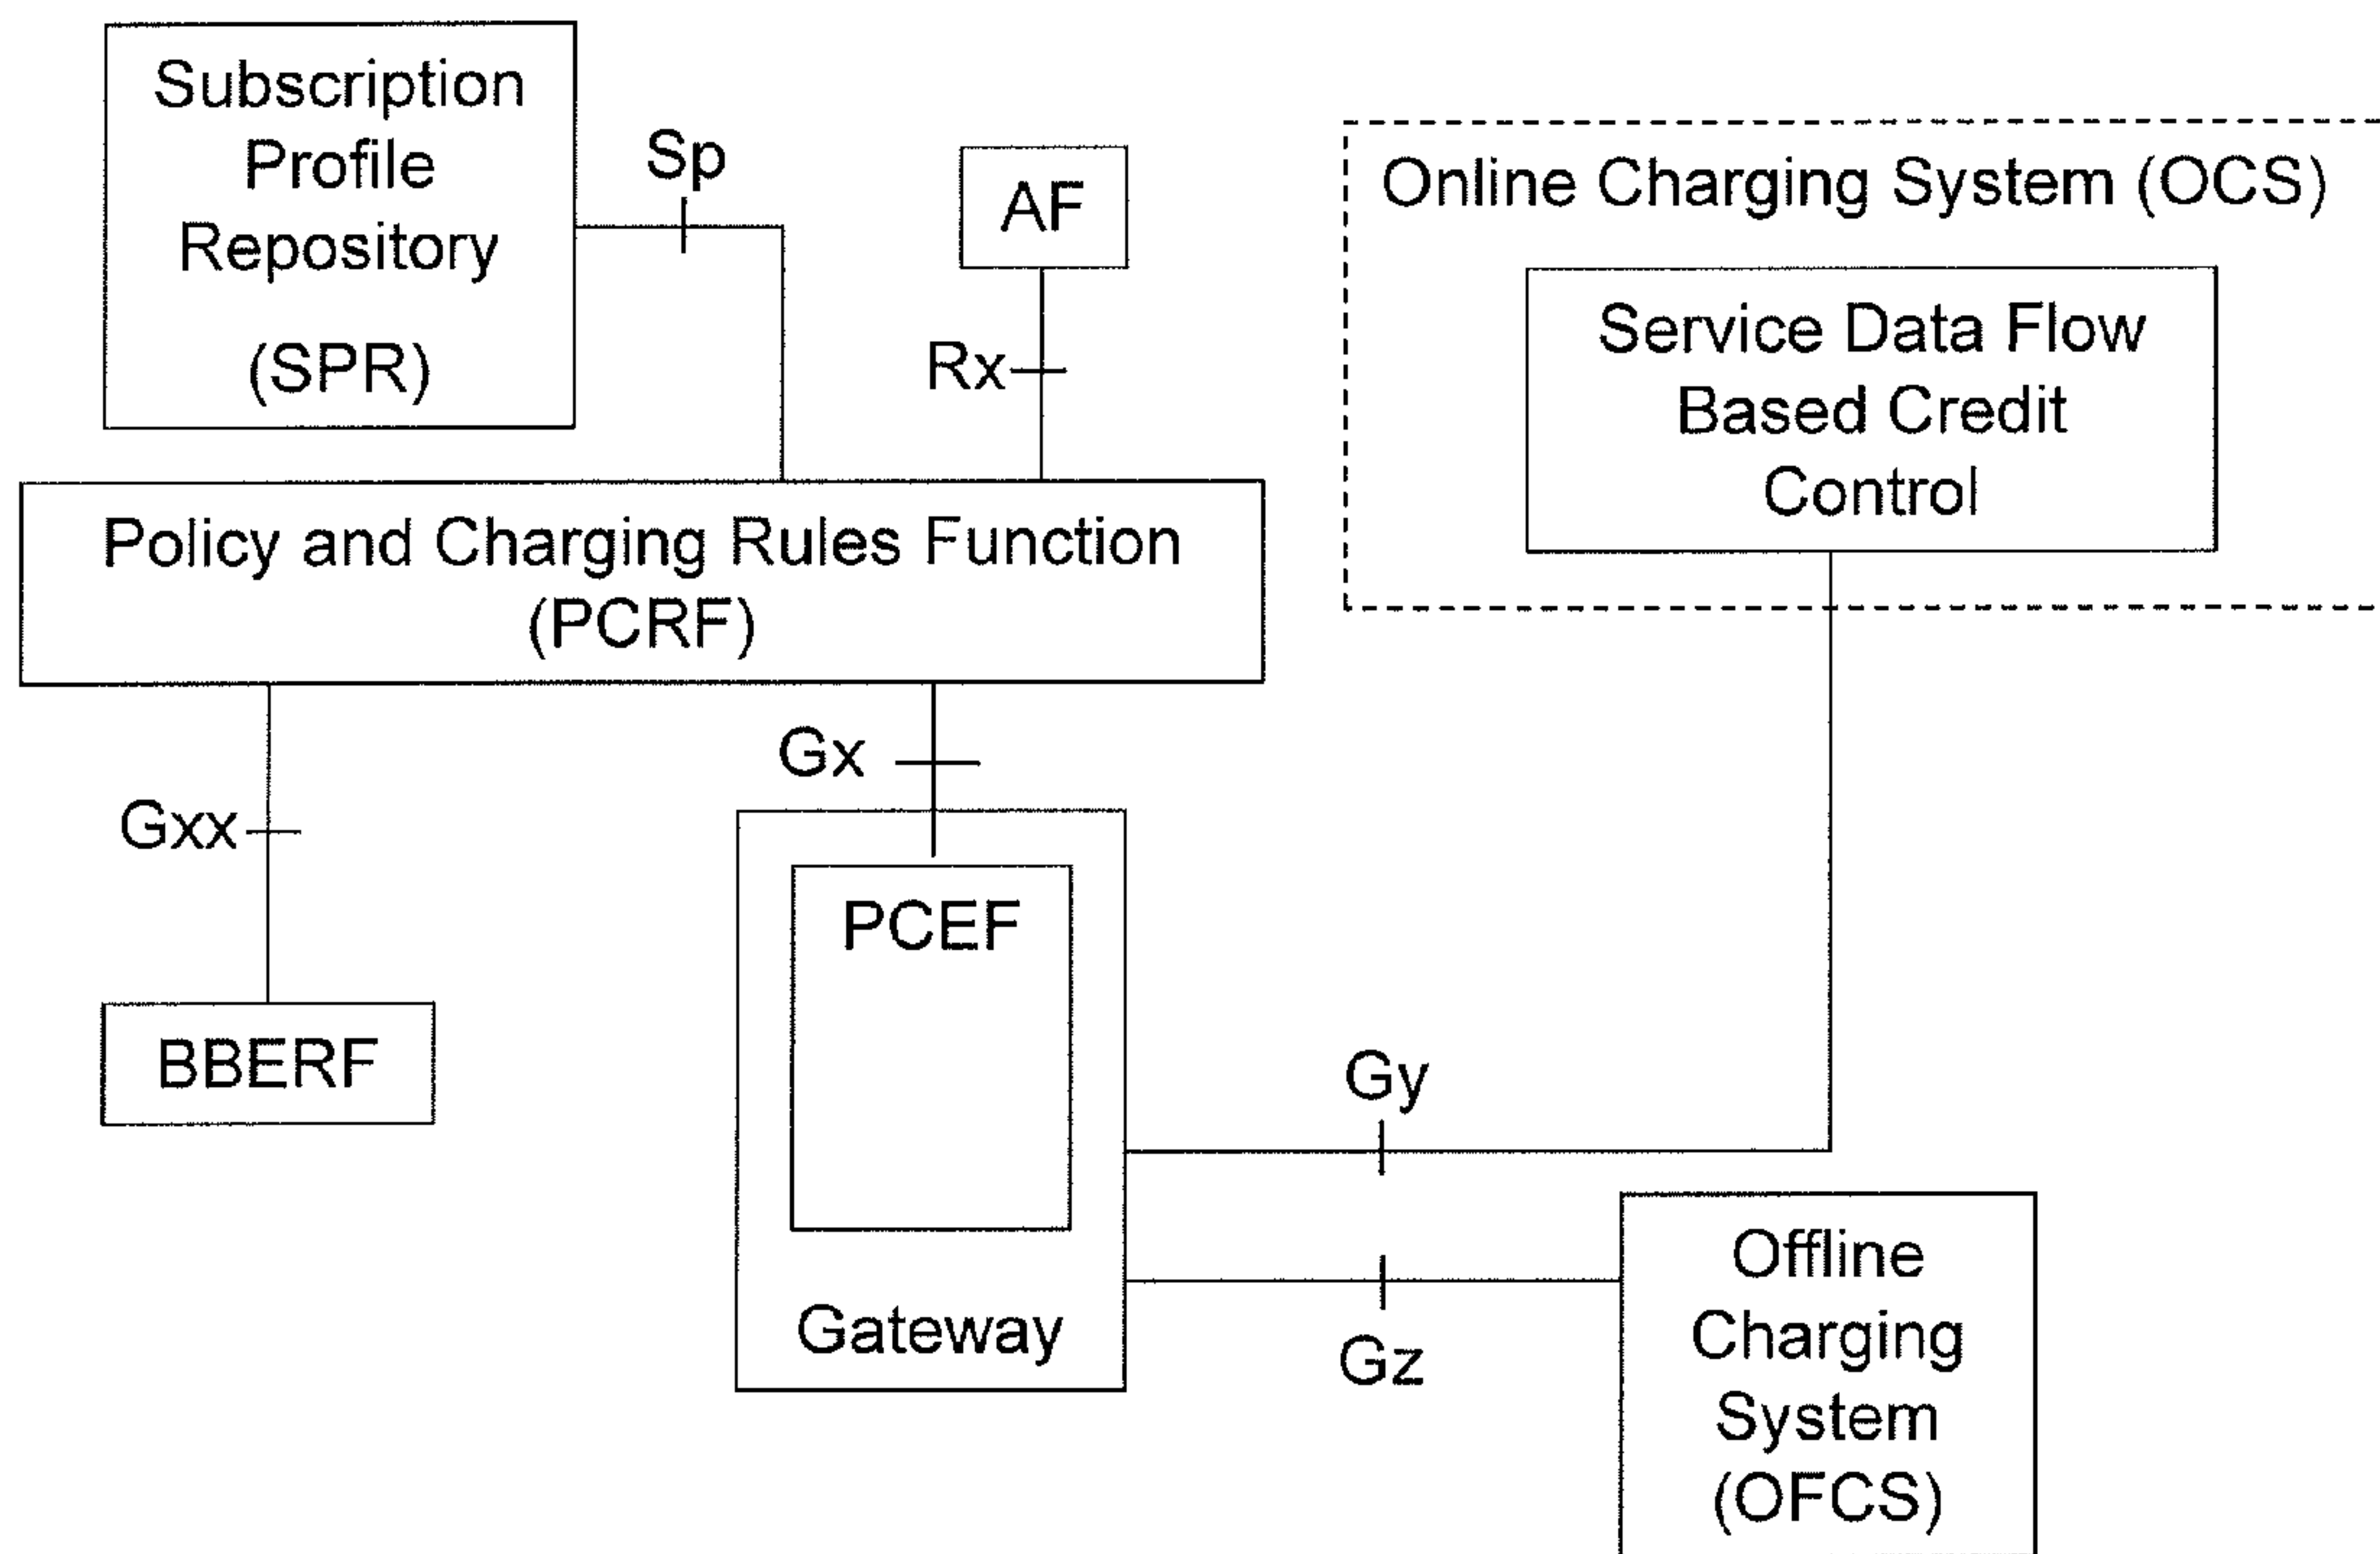 Subscription
Profile
Repository
(SPR)
Sp
AF
Rx
Online Charging System (OCS)
Service Data Flow
Based Credit
Control
Policy and Charging Rules Function
(PCRF)
Gxx
Gx
PCEF
BBERF
Gateway
Gy
Gz
Offline
Charging
System
(OFCS)